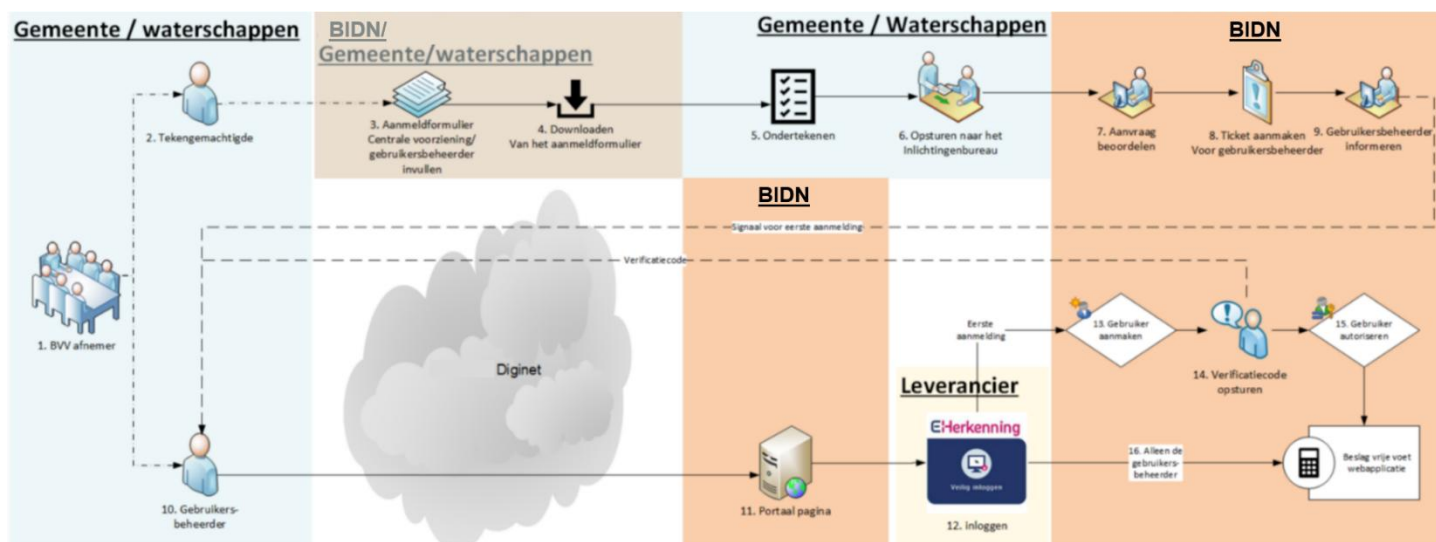 Gemeente / waterschappen
BIDN/
Gemeente/waterschappen
Gemeente / Waterschappen
BIDN
2. Tekengemachtigde
3. Aanmeldformulier
Centrale voorziening/
gebruikersbeheerder
invullen
4. Downloaden
Van het aanmeldformulier
5. Ondertekenen
6. Opsturen naar het
Inlichtingenbureau
7. Aanvraag
beoordelen
8. Ticket aanmaken
Voor gebruikersbeheerder
9. Gebruikersbeheerder
informeren
BIDN
Signaal voor eerste aanmelding
Verificatiecode
1. BVV afnemer
Diginet
Eerste
aanmelding
13. Gebruiker
aanmaken
14. Verificatiecode
opsturen
15. Gebruiker
autoriseren
Leverancier
EHerkenning
Veilig inloggen
16. Alleen de
gebruikers-
beheerder
Beslag vrije voet
webapplicatie
10. Gebruikers-
beheerder
11. Portaal pagina
12. inloggen